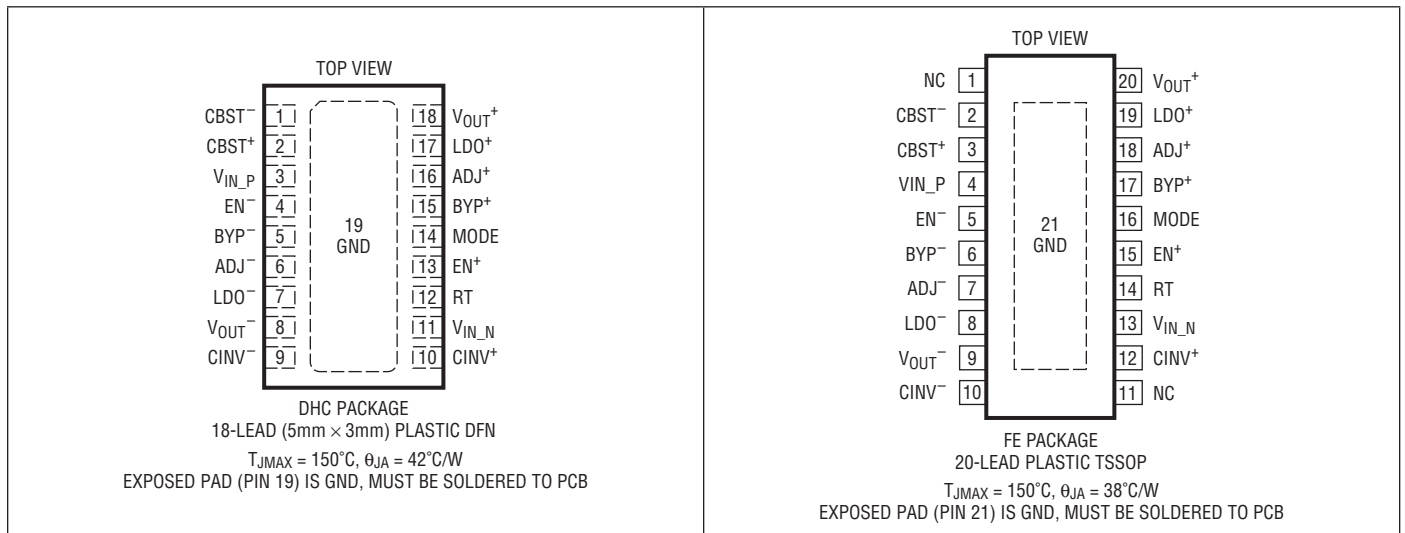 TOP VIEW
CBST⁻ 1
CBST⁺ 2
V_IN_P 3
EN⁻ 4
BYP⁻ 5
ADJ⁻ 6
LDO⁻ 7
V_OUT⁻ 8
CINV⁻ 9
19
GND
18 V_OUT⁺
17 LDO⁺
16 ADJ⁺
15 BYP⁺
14 MODE
13 EN⁺
12 RT
11 V_IN_N
10 CINV⁺
DHC PACKAGE
18-LEAD (5mm × 3mm) PLASTIC DFN
T_JMAX = 150°C, θ_JA = 42°C/W
EXPOSED PAD (PIN 19) IS GND, MUST BE SOLDERED TO PCB
TOP VIEW
NC 1
CBST⁻ 2
CBST⁺ 3
VIN_P 4
EN⁻ 5
BYP⁻ 6
ADJ⁻ 7
LDO⁻ 8
V_OUT⁻ 9
CINV⁻ 10
21
GND
20 V_OUT⁺
19 LDO⁺
18 ADJ⁺
17 BYP⁺
16 MODE
15 EN⁺
14 RT
13 V_IN_N
12 CINV⁺
11 NC
FE PACKAGE
20-LEAD PLASTIC TSSOP
T_JMAX = 150°C, θ_JA = 38°C/W
EXPOSED PAD (PIN 21) IS GND, MUST BE SOLDERED TO PCB